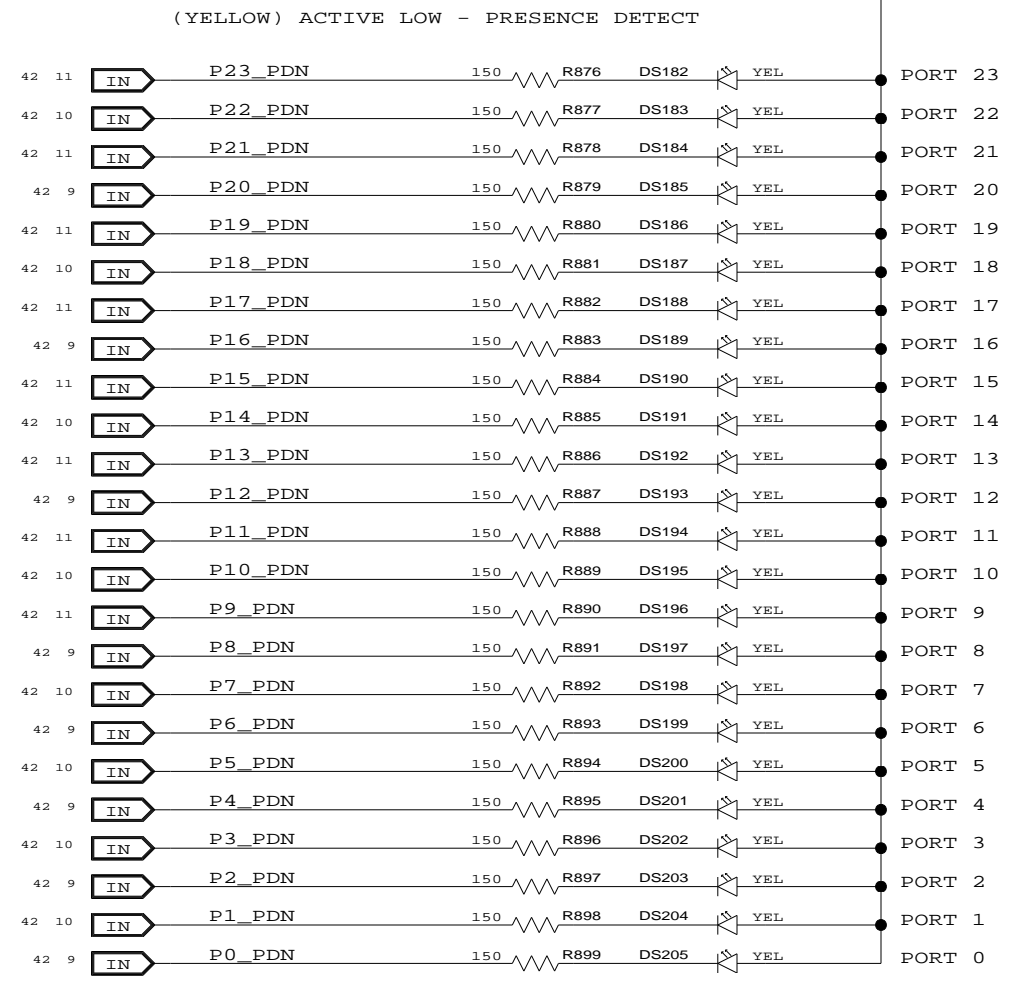 (YELLOW) ACTIVE LOW - PRESENCE DETECT
42 11 IN P23_PDN 150 R876 DS182 YEL PORT 23
42 10 IN P22_PDN 150 R877 DS183 YEL PORT 22
42 11 IN P21_PDN 150 R878 DS184 YEL PORT 21
42 9 IN P20_PDN 150 R879 DS185 YEL PORT 20
42 11 IN P19_PDN 150 R880 DS186 YEL PORT 19
42 10 IN P18_PDN 150 R881 DS187 YEL PORT 18
42 11 IN P17_PDN 150 R882 DS188 YEL PORT 17
42 9 IN P16_PDN 150 R883 DS189 YEL PORT 16
42 11 IN P15_PDN 150 R884 DS190 YEL PORT 15
42 10 IN P14_PDN 150 R885 DS191 YEL PORT 14
42 11 IN P13_PDN 150 R886 DS192 YEL PORT 13
42 9 IN P12_PDN 150 R887 DS193 YEL PORT 12
42 11 IN P11_PDN 150 R888 DS194 YEL PORT 11
42 10 IN P10_PDN 150 R889 DS195 YEL PORT 10
42 11 IN P9_PDN 150 R890 DS196 YEL PORT 9
42 9 IN P8_PDN 150 R891 DS197 YEL PORT 8
42 10 IN P7_PDN 150 R892 DS198 YEL PORT 7
42 9 IN P6_PDN 150 R893 DS199 YEL PORT 6
42 10 IN P5_PDN 150 R894 DS200 YEL PORT 5
42 9 IN P4_PDN 150 R895 DS201 YEL PORT 4
42 10 IN P3_PDN 150 R896 DS202 YEL PORT 3
42 9 IN P2_PDN 150 R897 DS203 YEL PORT 2
42 10 IN P1_PDN 150 R898 DS204 YEL PORT 1
42 9 IN P0_PDN 150 R899 DS205 YEL PORT 0